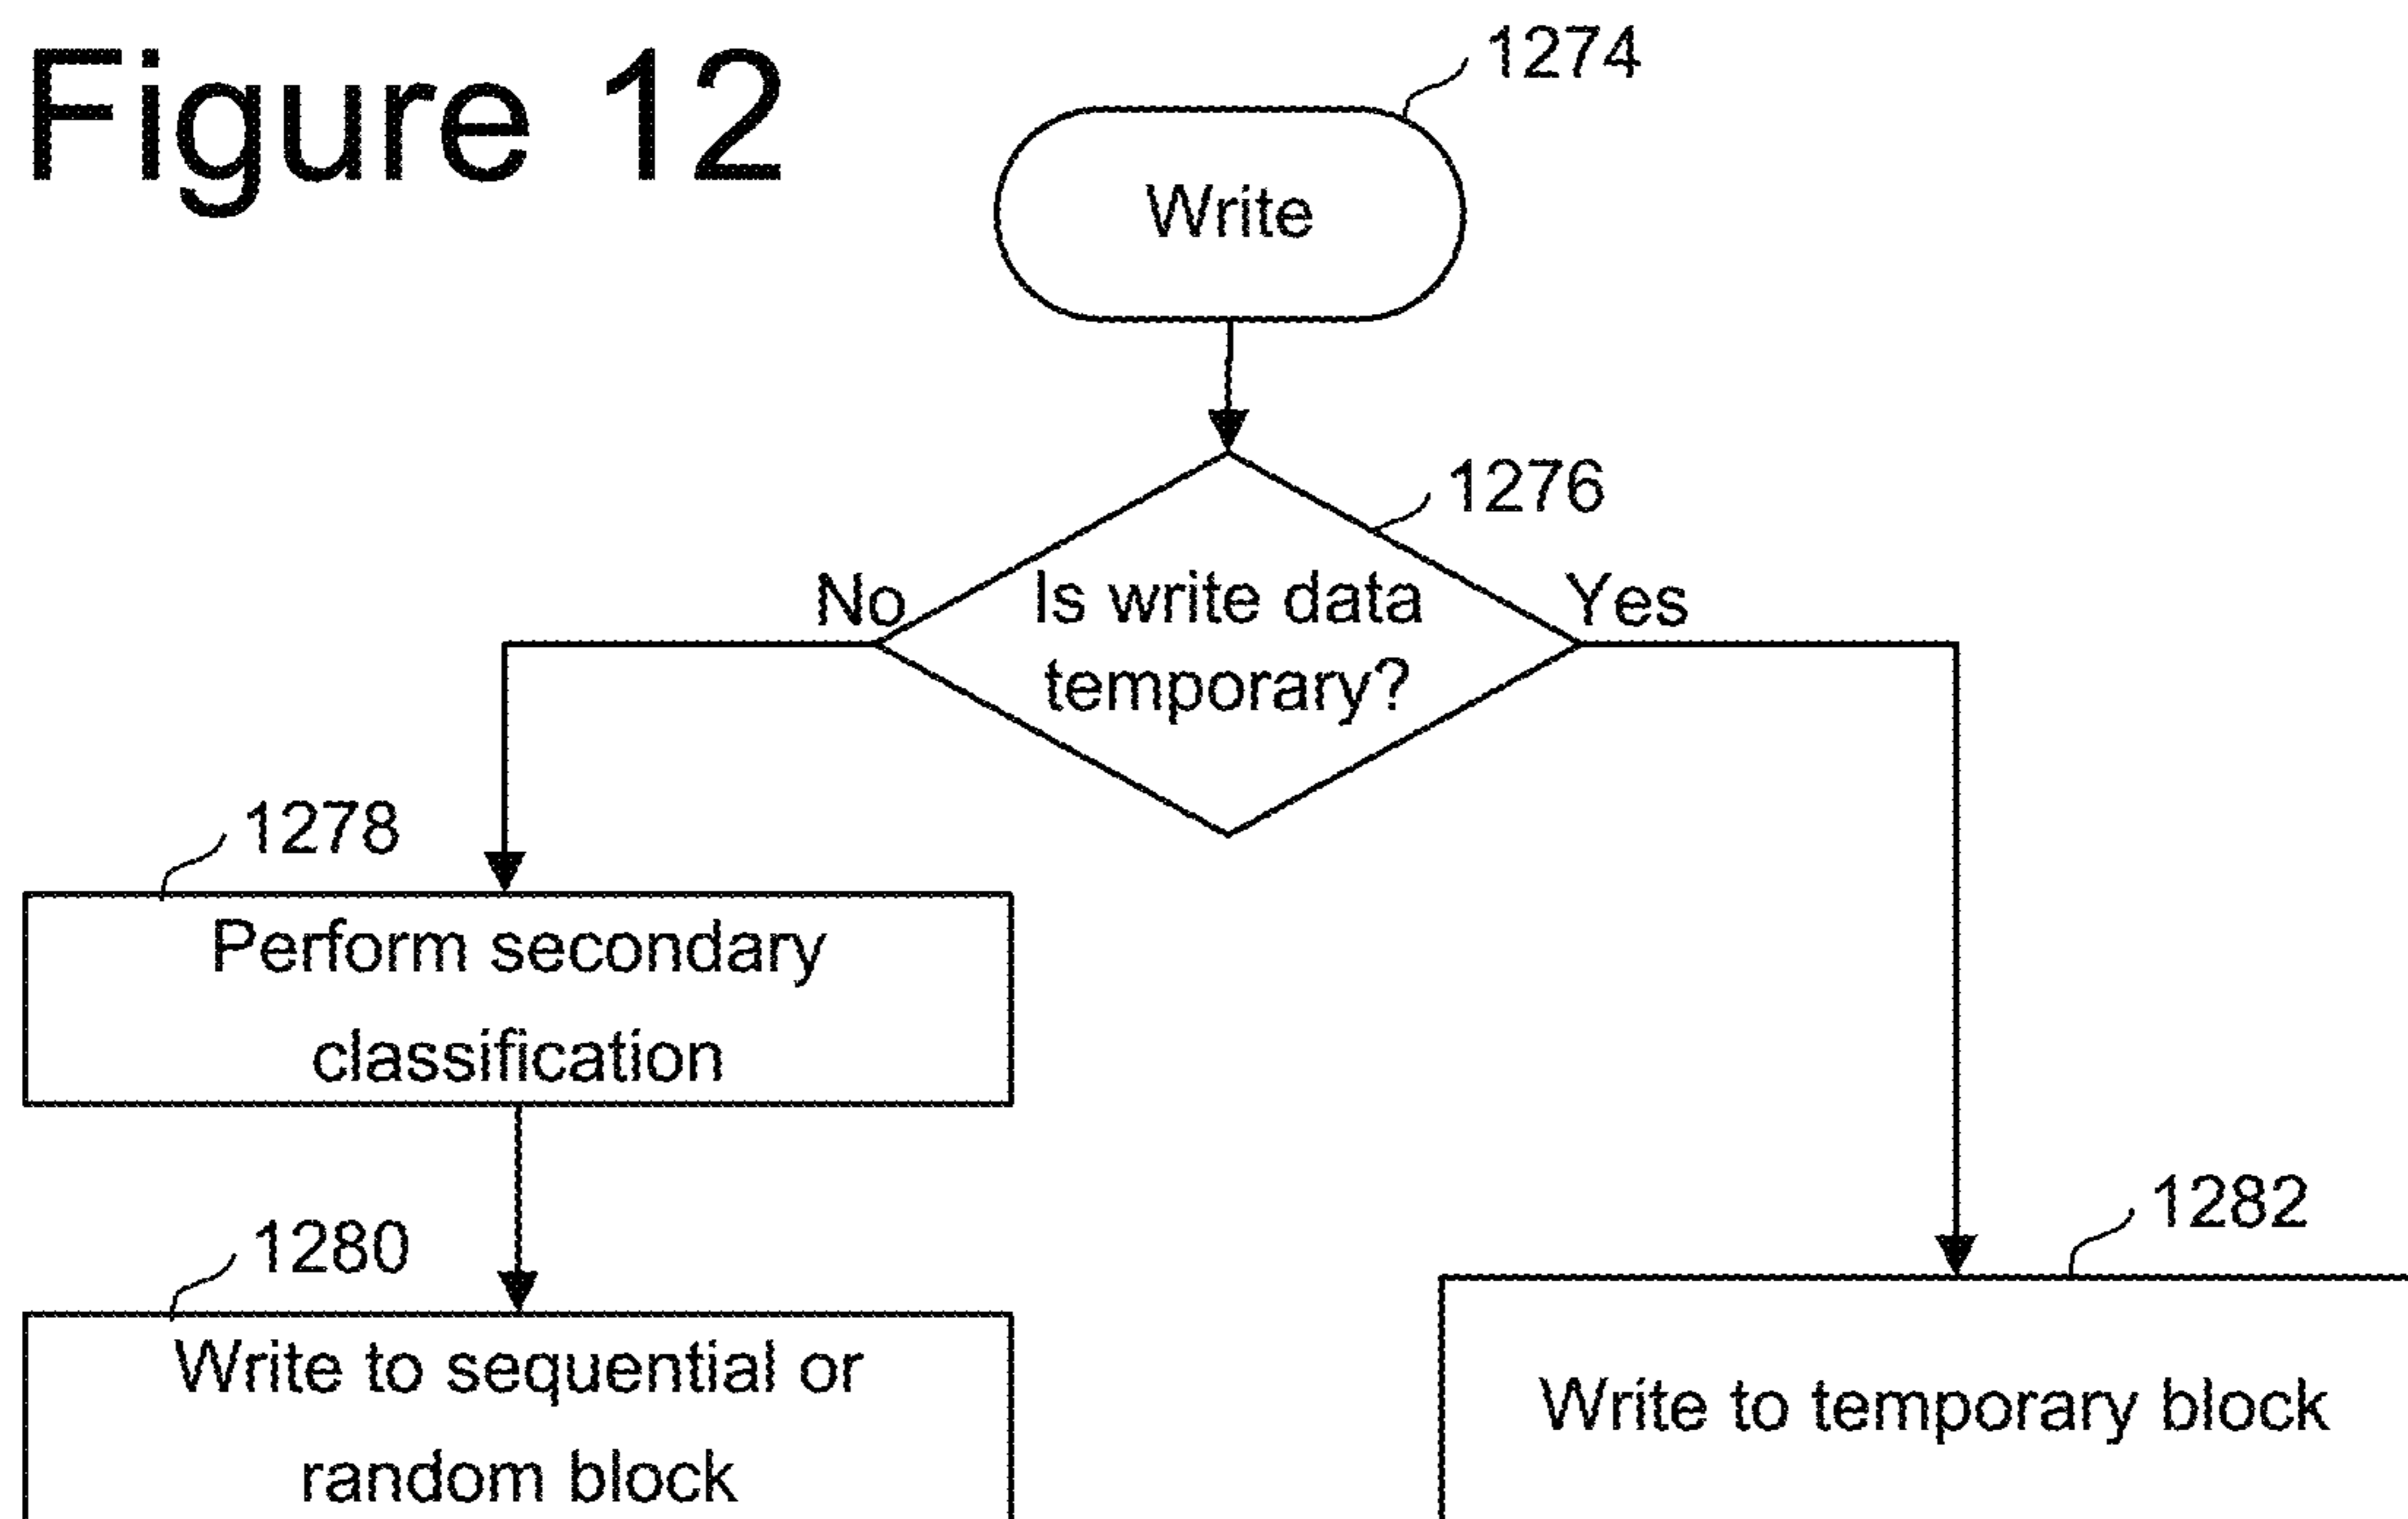 Figure 12
1274
Write
1276
No
Is write data
temporary?
Yes
1278
Perform secondary
classification
1280
Write to sequential or
random block
1282
Write to temporary block